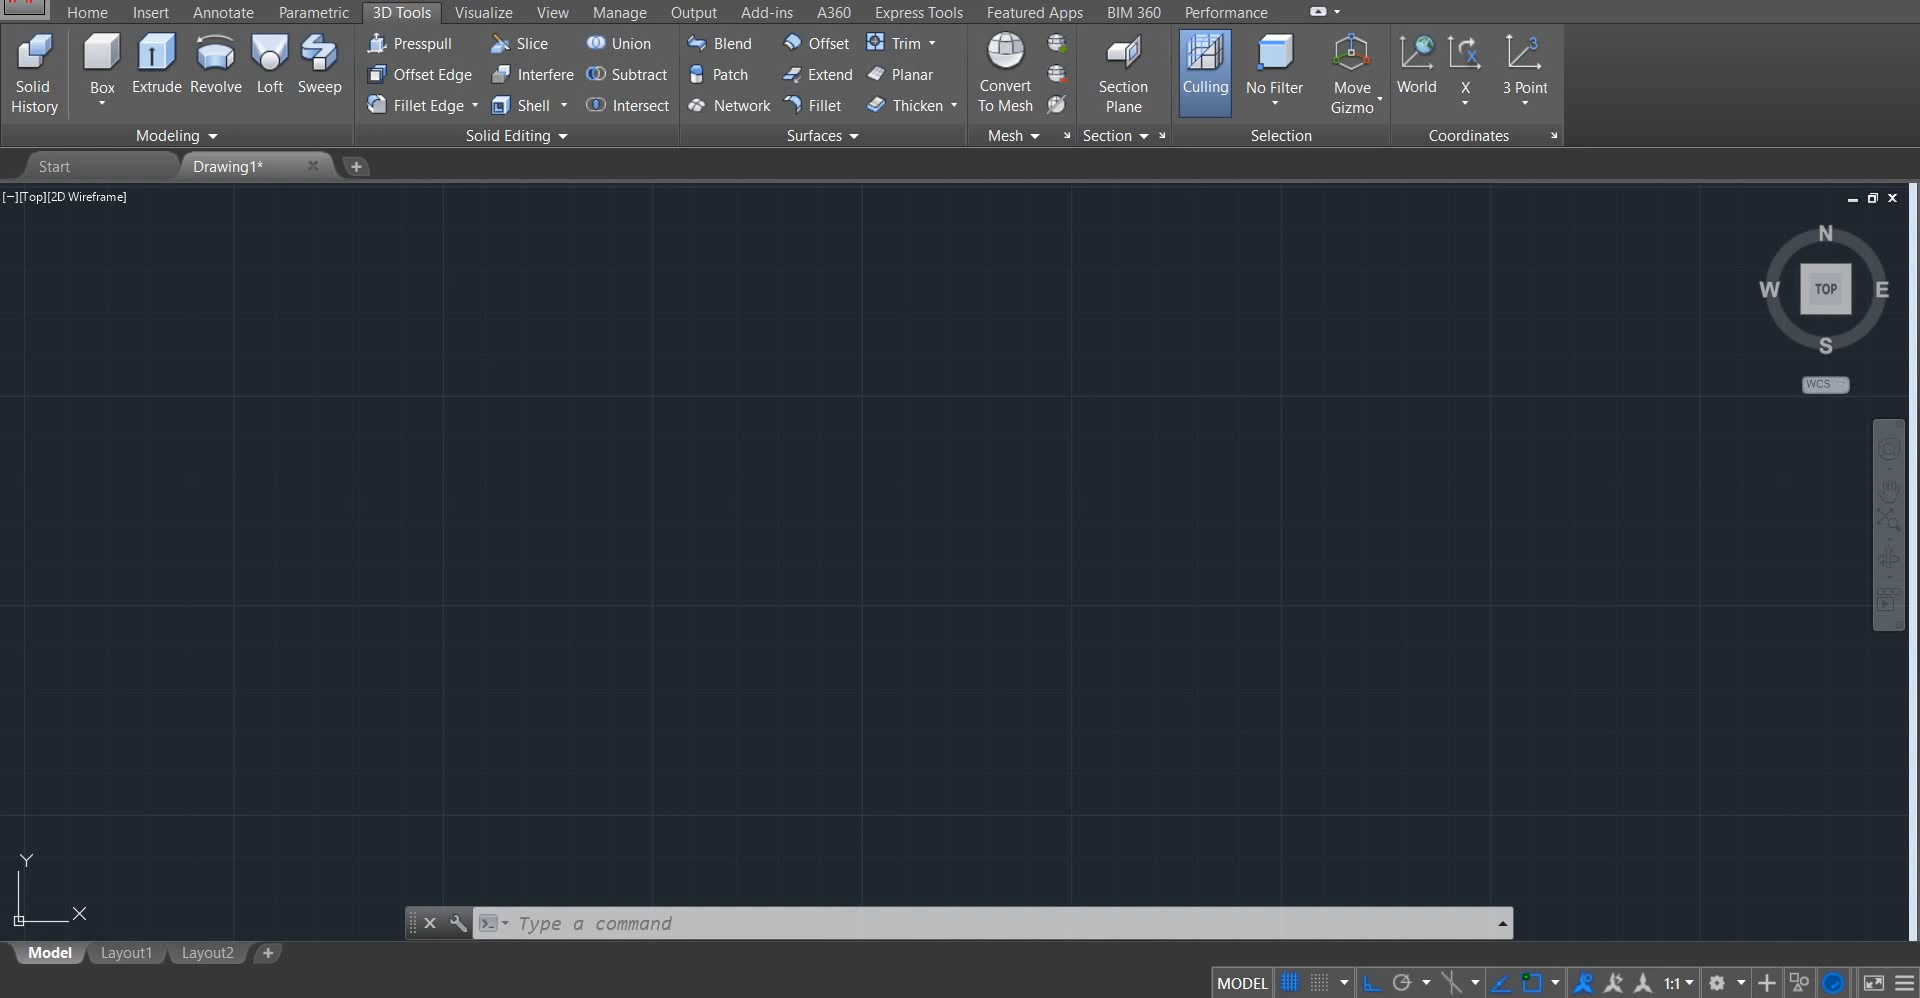 Home Insert Annotate Parametric 3D Tools Visualize View Manage Output Add-ins A360 Express Tools Featured Apps BIM 360 Performance
Solid History
Box Extrude Revolve Loft Sweep
Modeling
Presspull Slice Union
Offset Edge Interfere Subtract
Fillet Edge Shell Intersect
Solid Editing
Blend Offset Trim
Patch Extend Planar
Network Fillet Thicken
Surfaces
Convert To Mesh
Mesh
Section Plane
Section
Culling No Filter Move Gizmo
Selection
World X 3 Point
Coordinates
Start Drawing1*
[−][Top][2D Wireframe]
N
W TOP E
S
WCS
Y
X
Type a command
Model Layout1 Layout2
MODEL 1:1